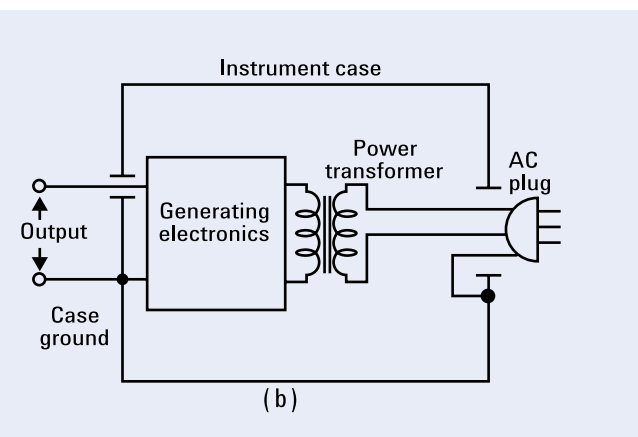 Instrument case
Power
transformer
AC
plug
Generating
electronics
Output
Case
ground
(b)